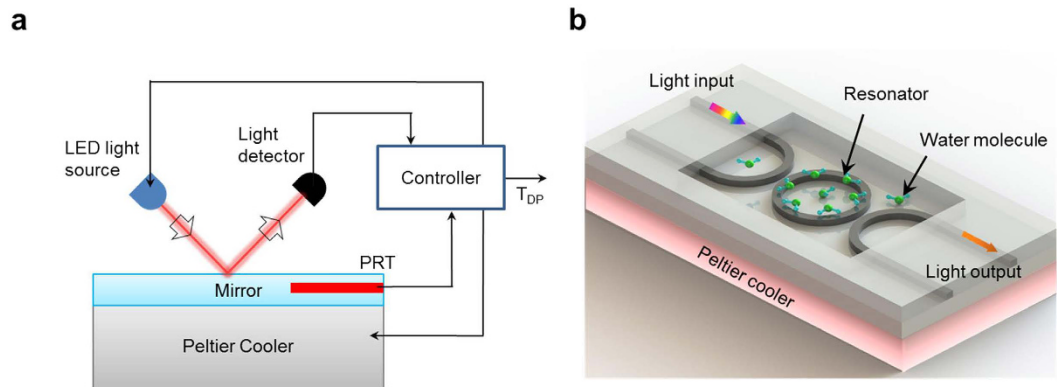 a
LED light
source
Light
detector
Controller
T_DP
PRT
Mirror
Peltier Cooler
b
Light input
Resonator
Water molecule
Peltier cooler
Light output